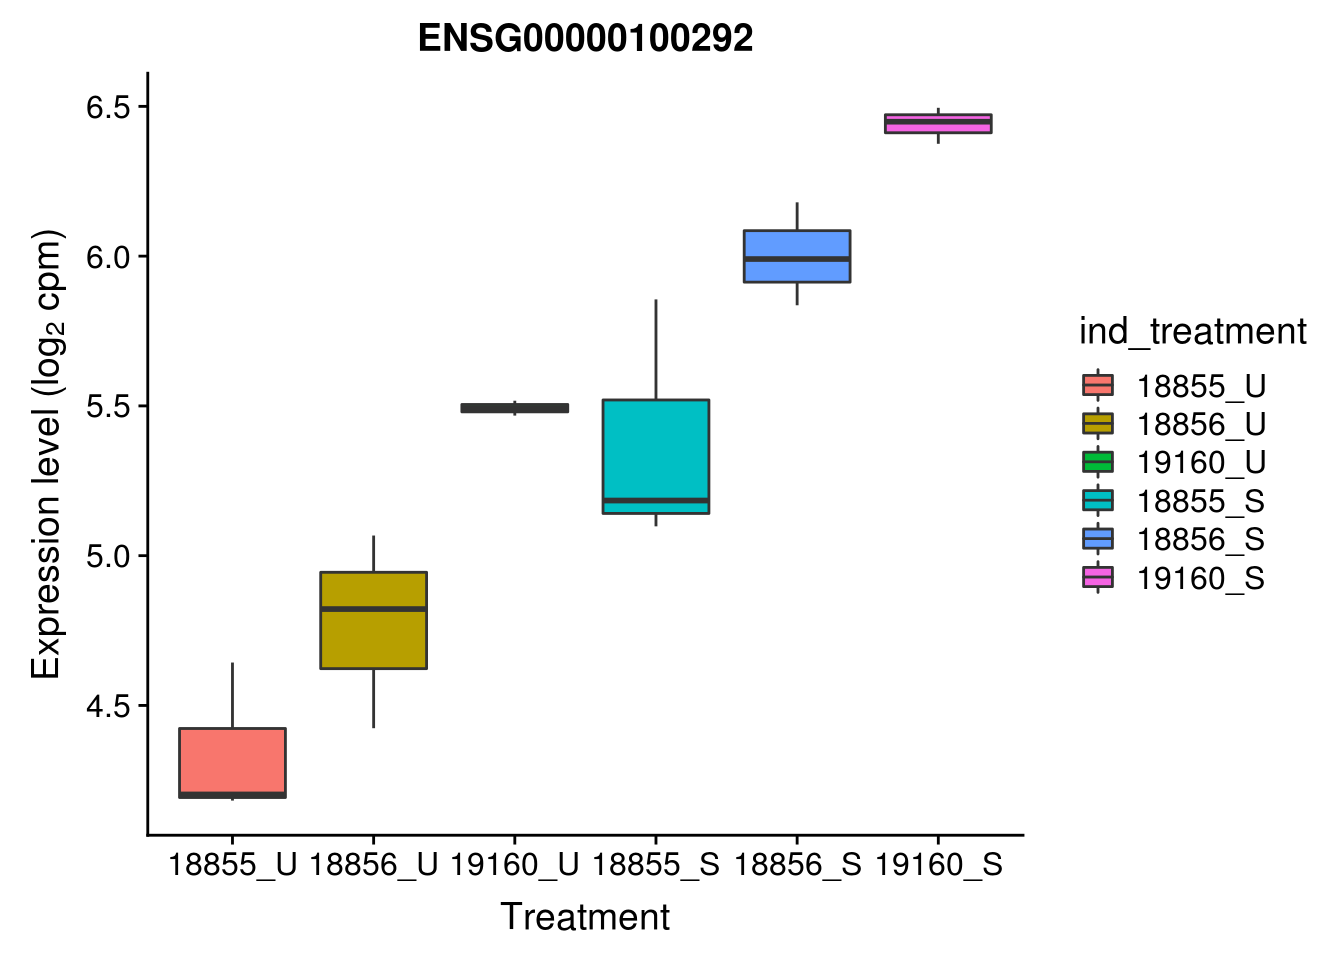 ENSG00000100292
6.5
6.0
5.5
5.0
4.5
Expression level (log₂ cpm)
18855_U 18856_U 19160_U 18855_S 18856_S 19160_S
Treatment
ind_treatment
18855_U
18856_U
19160_U
18855_S
18856_S
19160_S